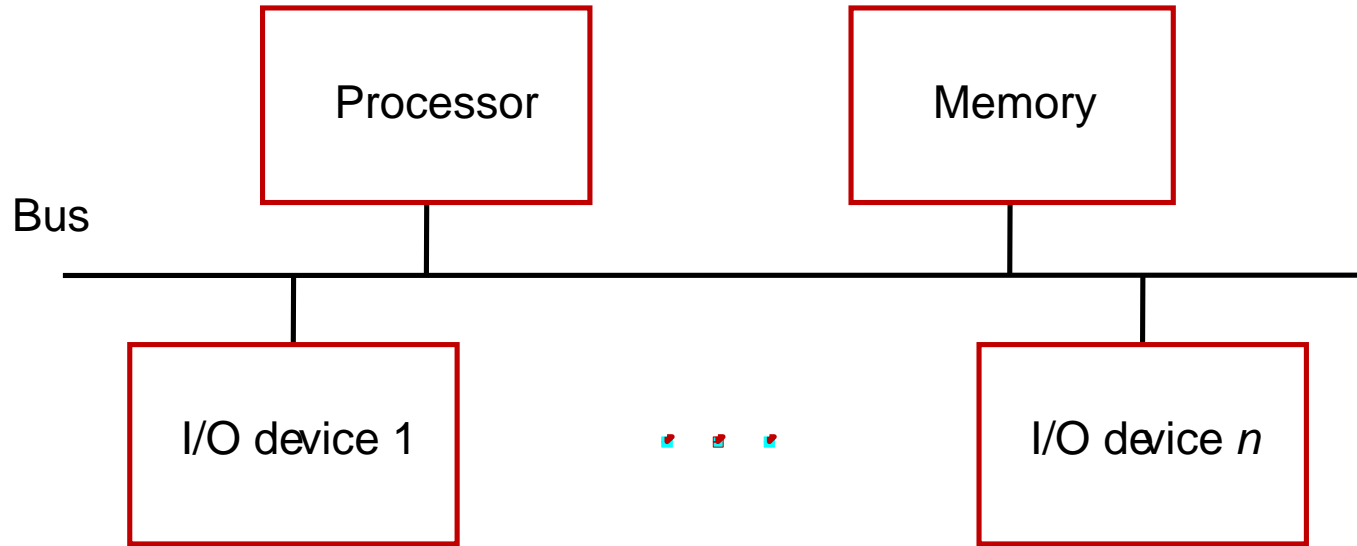 Processor
Memory
Bus
I/O device 1
. . .
I/O device n